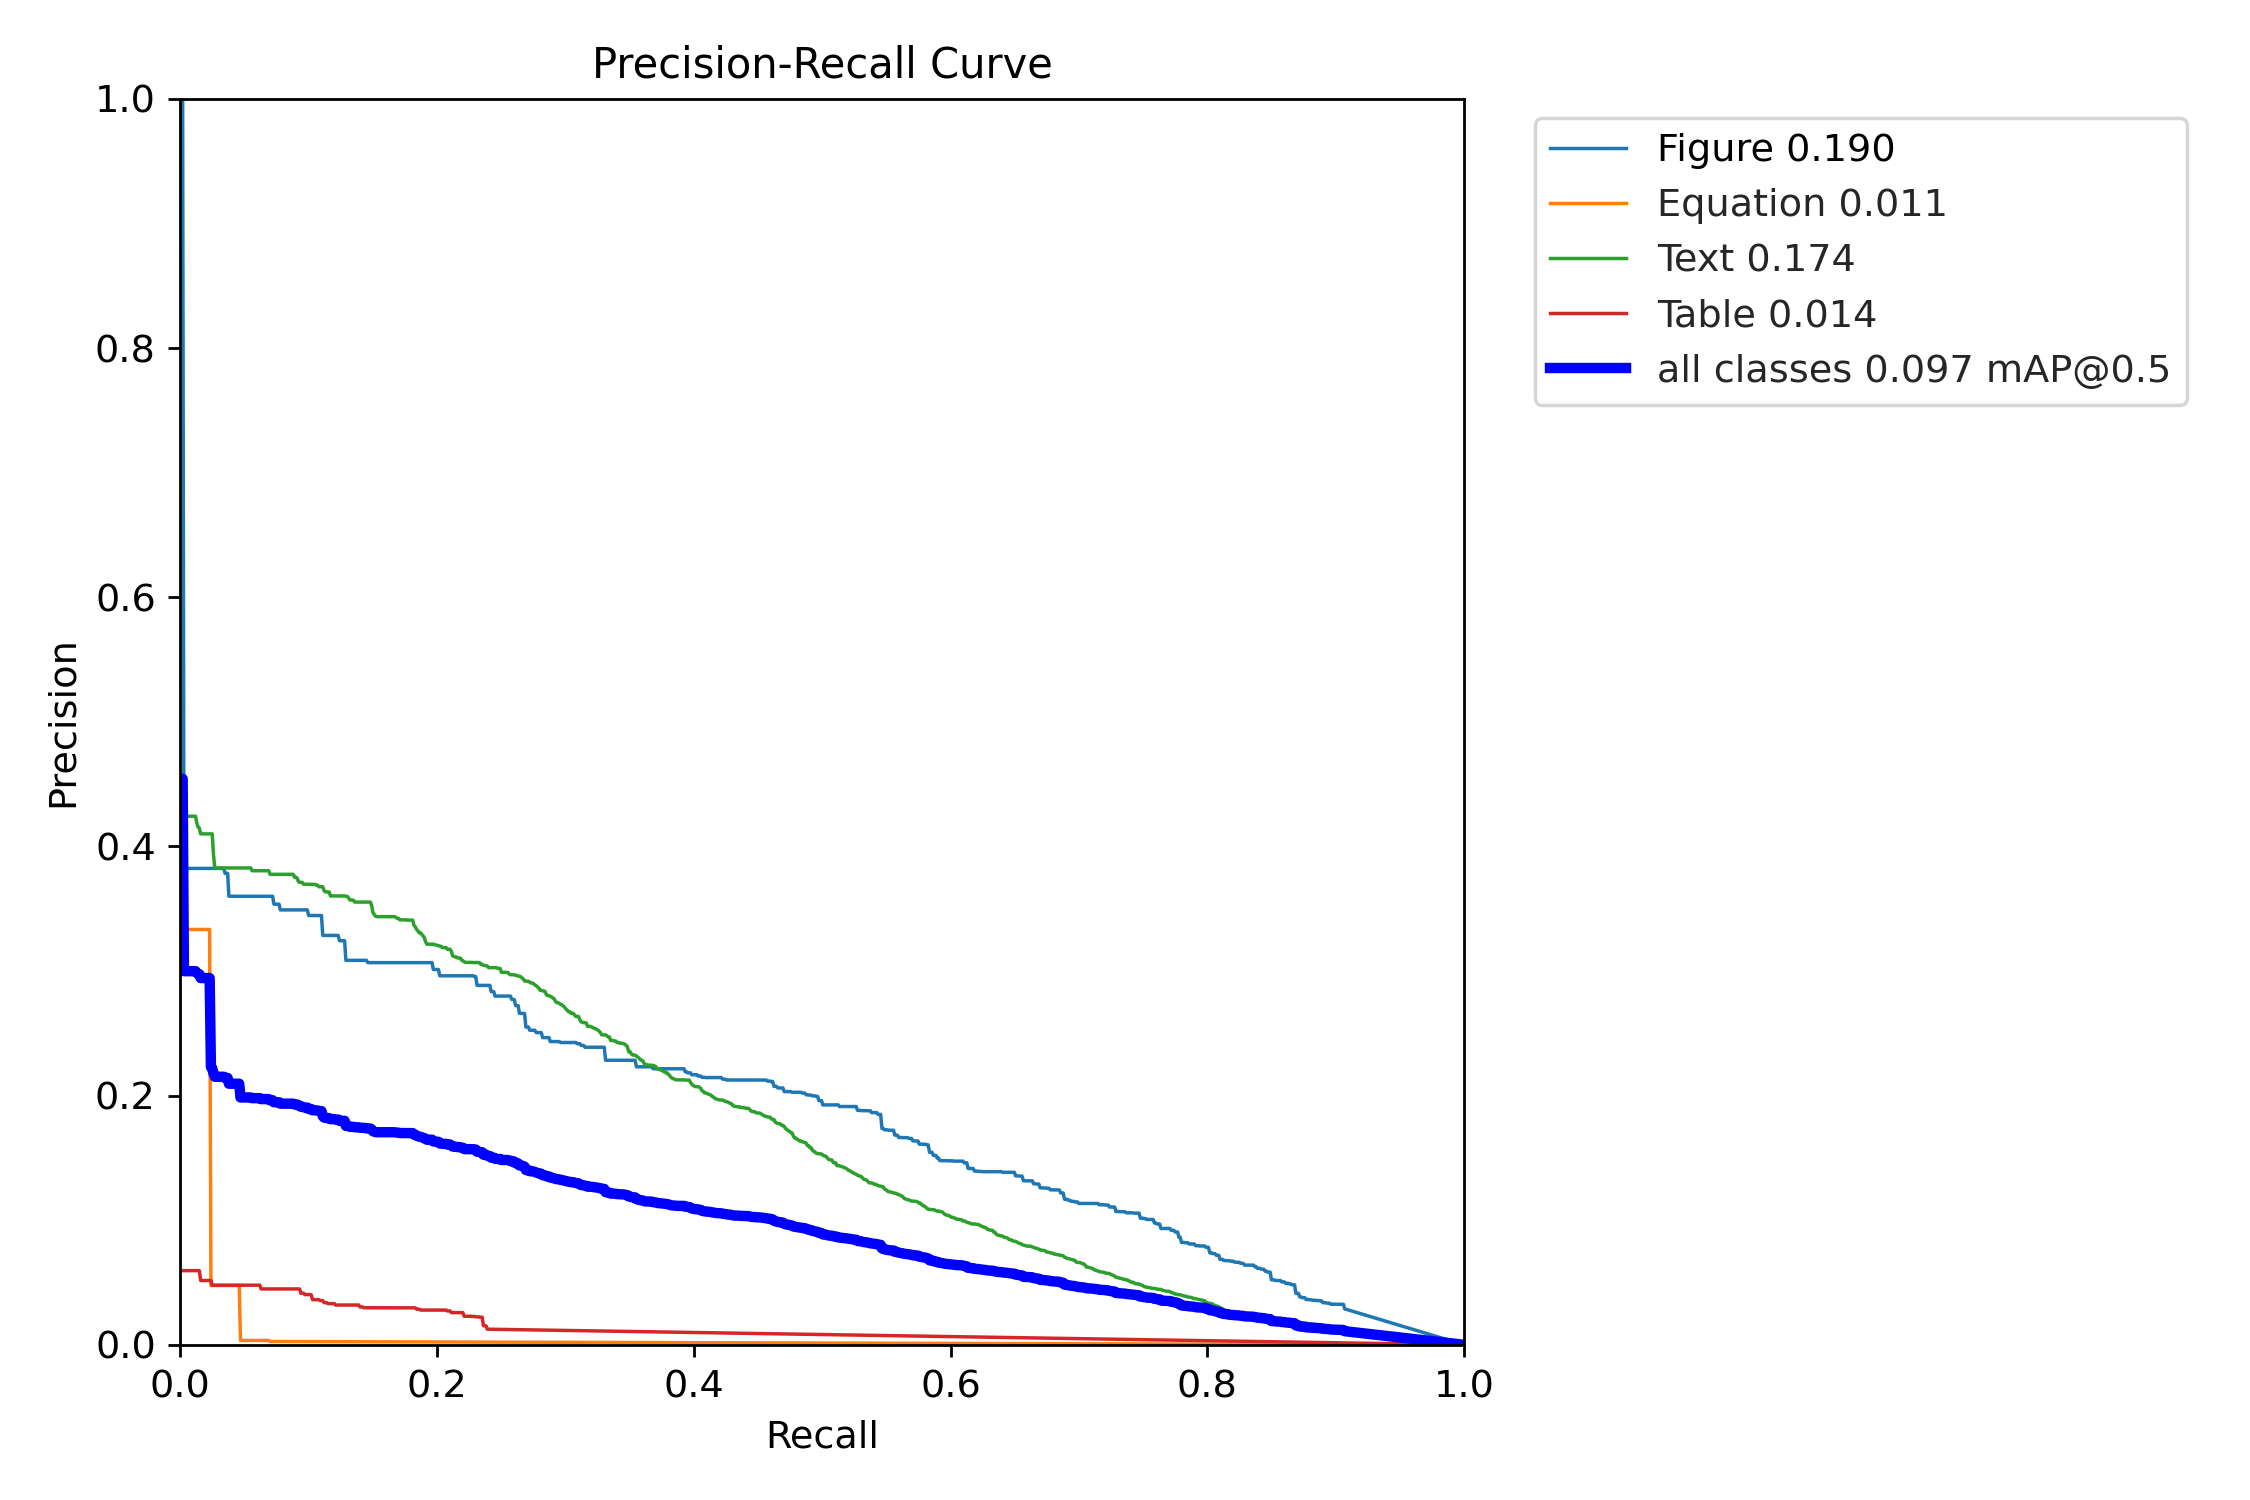 Precision-Recall Curve
1.0
0.8
0.6
0.4
0.2
0.0
Precision
0.0 0.2 0.4 0.6 0.8 1.0
Recall
Figure 0.190
Equation 0.011
Text 0.174
Table 0.014
all classes 0.097 mAP@0.5